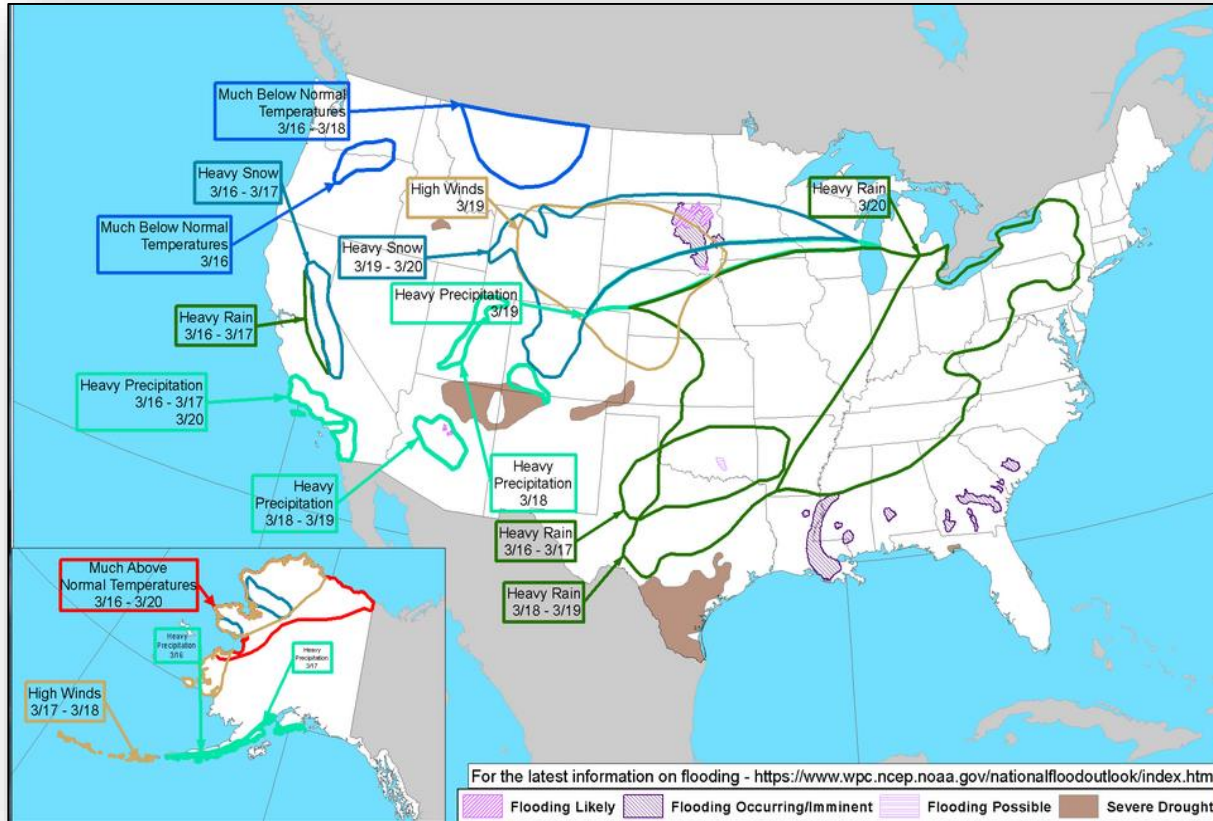 Much Below Normal
Temperatures
3/16 - 3/18
Heavy Snow
3/16 - 3/17
High Winds
3/19
Heavy Rain
3/20
Much Below Normal
Temperatures
3/16
Heavy Snow
3/19 - 3/20
Heavy Precipitation
3/19
Heavy Rain
3/16 - 3/17
Heavy Precipitation
3/16 - 3/17
3/20
Heavy
Precipitation
3/18
Heavy
Precipitation
3/18 - 3/19
Heavy Rain
3/16 - 3/17
Heavy Rain
3/18 - 3/19
Much Above
Normal Temperatures
3/16 - 3/20
Heavy
Precipitation
3/16
Heavy
Precipitation
3/17
High Winds
3/17 - 3/18
For the latest information on flooding - https://www.wpc.ncep.noaa.gov/nationalfloodoutlook/index.htm
Flooding Likely
Flooding Occurring/Imminent
Flooding Possible
Severe Drought